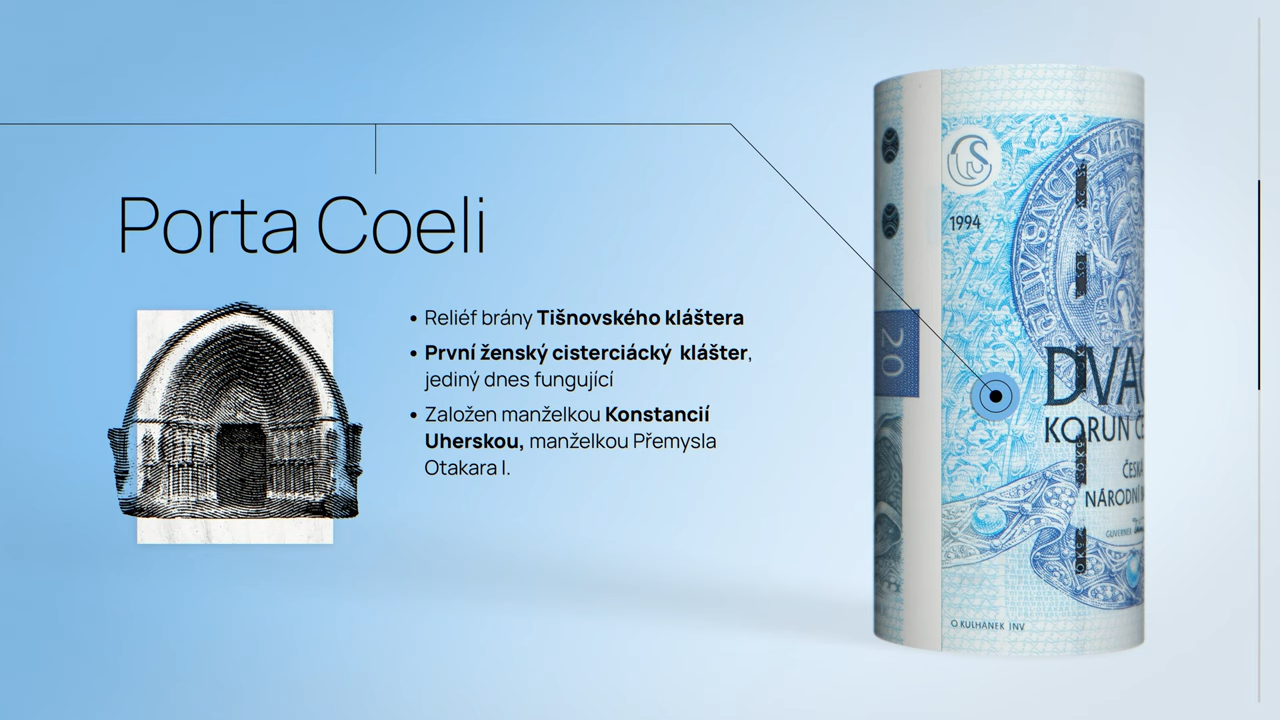 Porta Coeli
• Reliéf brány Tišnovského kláštera
• První ženský cisterciácký klášter,
jediný dnes fungující
• Založen manželkou Konstancií
Uherskou, manželkou Přemysla
Otakara I.
1994
20
DVAC
KORUN
ČESK
NÁRODNÍ
GUVERNÉR
O KULHÁNEK INV